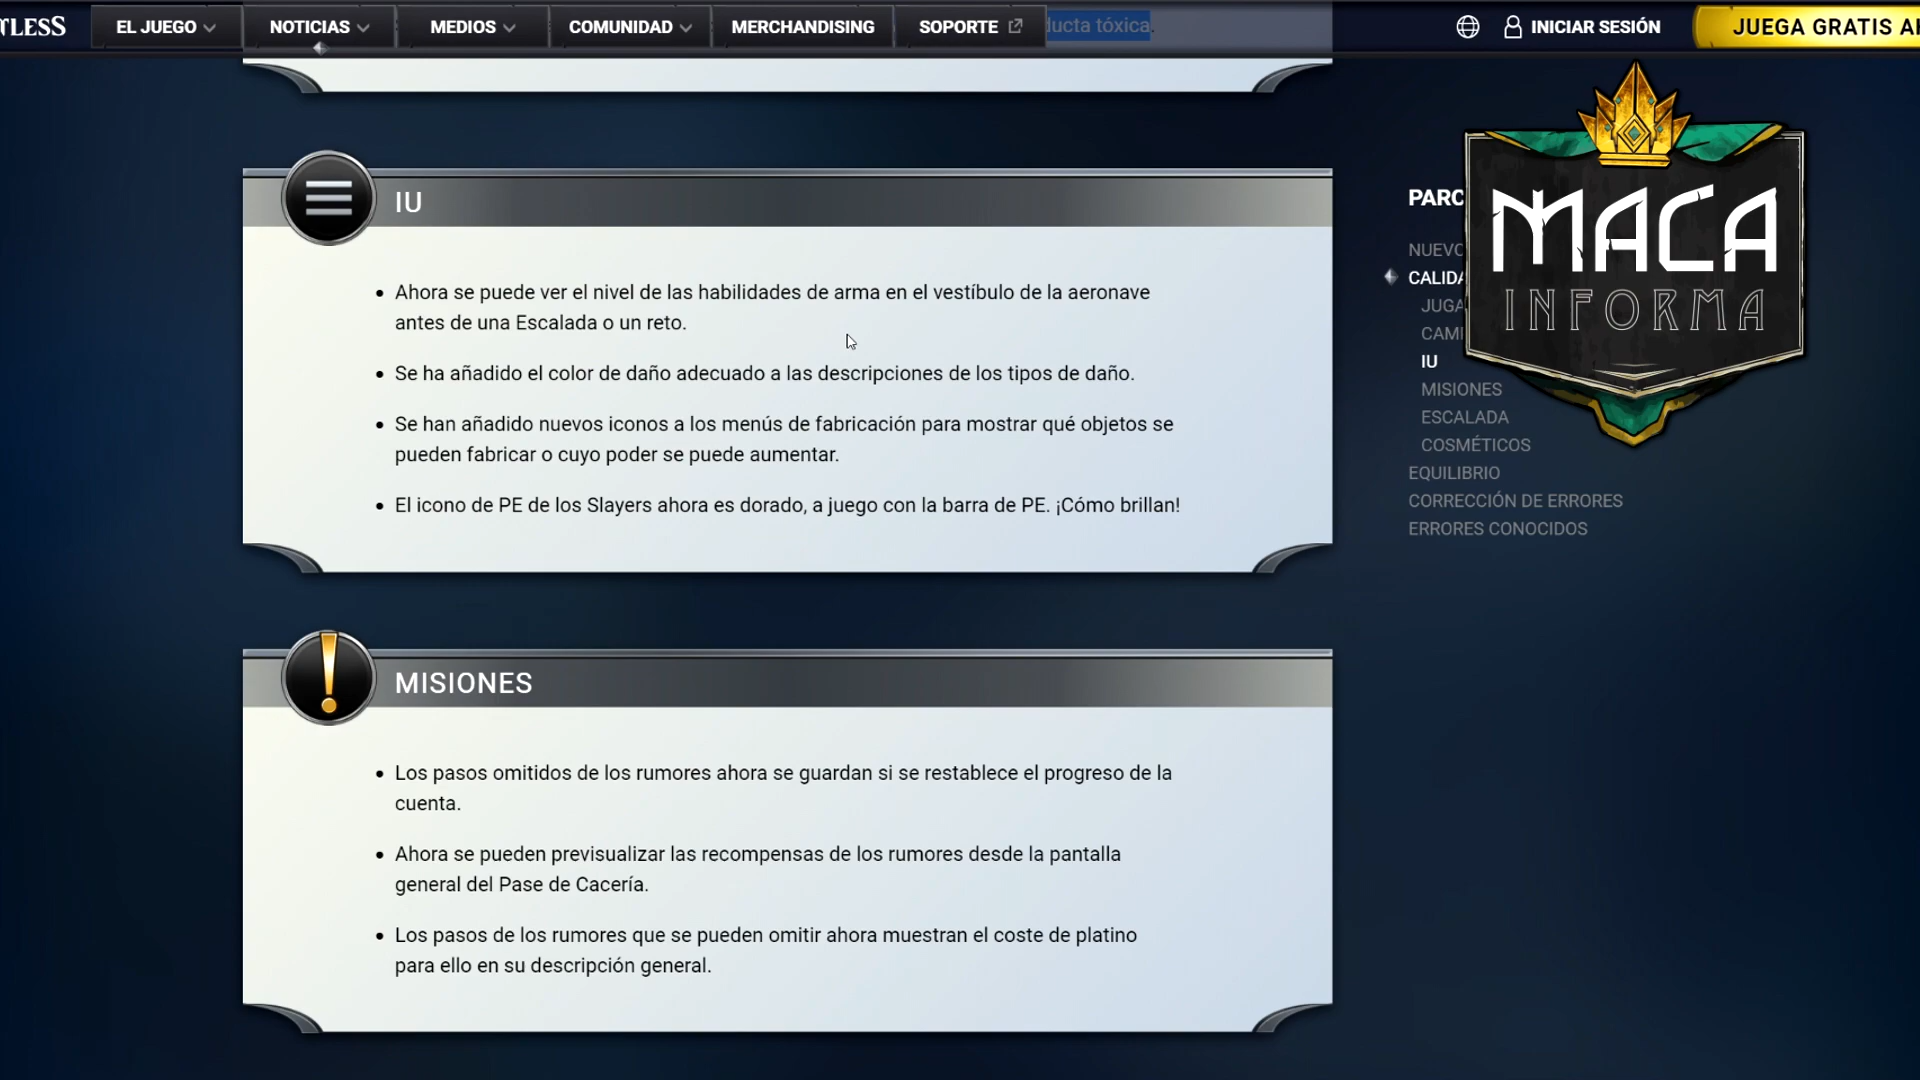 EL JUEGO
NOTICIAS
MEDIOS
COMUNIDAD
MERCHANDISING
SOPORTE
ducta tóxica.
INICIAR SESIÓN
JUEGA GRATIS
IU
Ahora se puede ver el nivel de las habilidades de arma en el vestíbulo de la aeronave
antes de una Escalada o un reto.
Se ha añadido el color de daño adecuado a las descripciones de los tipos de daño.
Se han añadido nuevos iconos a los menús de fabricación para mostrar qué objetos se
pueden fabricar o cuyo poder se puede aumentar.
El icono de PE de los Slayers ahora es dorado, a juego con la barra de PE. ¡Cómo brillan!
MISIONES
Los pasos omitidos de los rumores ahora se guardan si se restablece el progreso de la
cuenta.
Ahora se pueden previsualizar las recompensas de los rumores desde la pantalla
general del Pase de Cacería.
Los pasos de los rumores que se pueden omitir ahora muestran el coste de platino
para ello en su descripción general.
MACA
INFORMA
IU
MISIONES
ESCALADA
COSMÉTICOS
EQUILIBRIO
CORRECCIÓN DE ERRORES
ERRORES CONOCIDOS